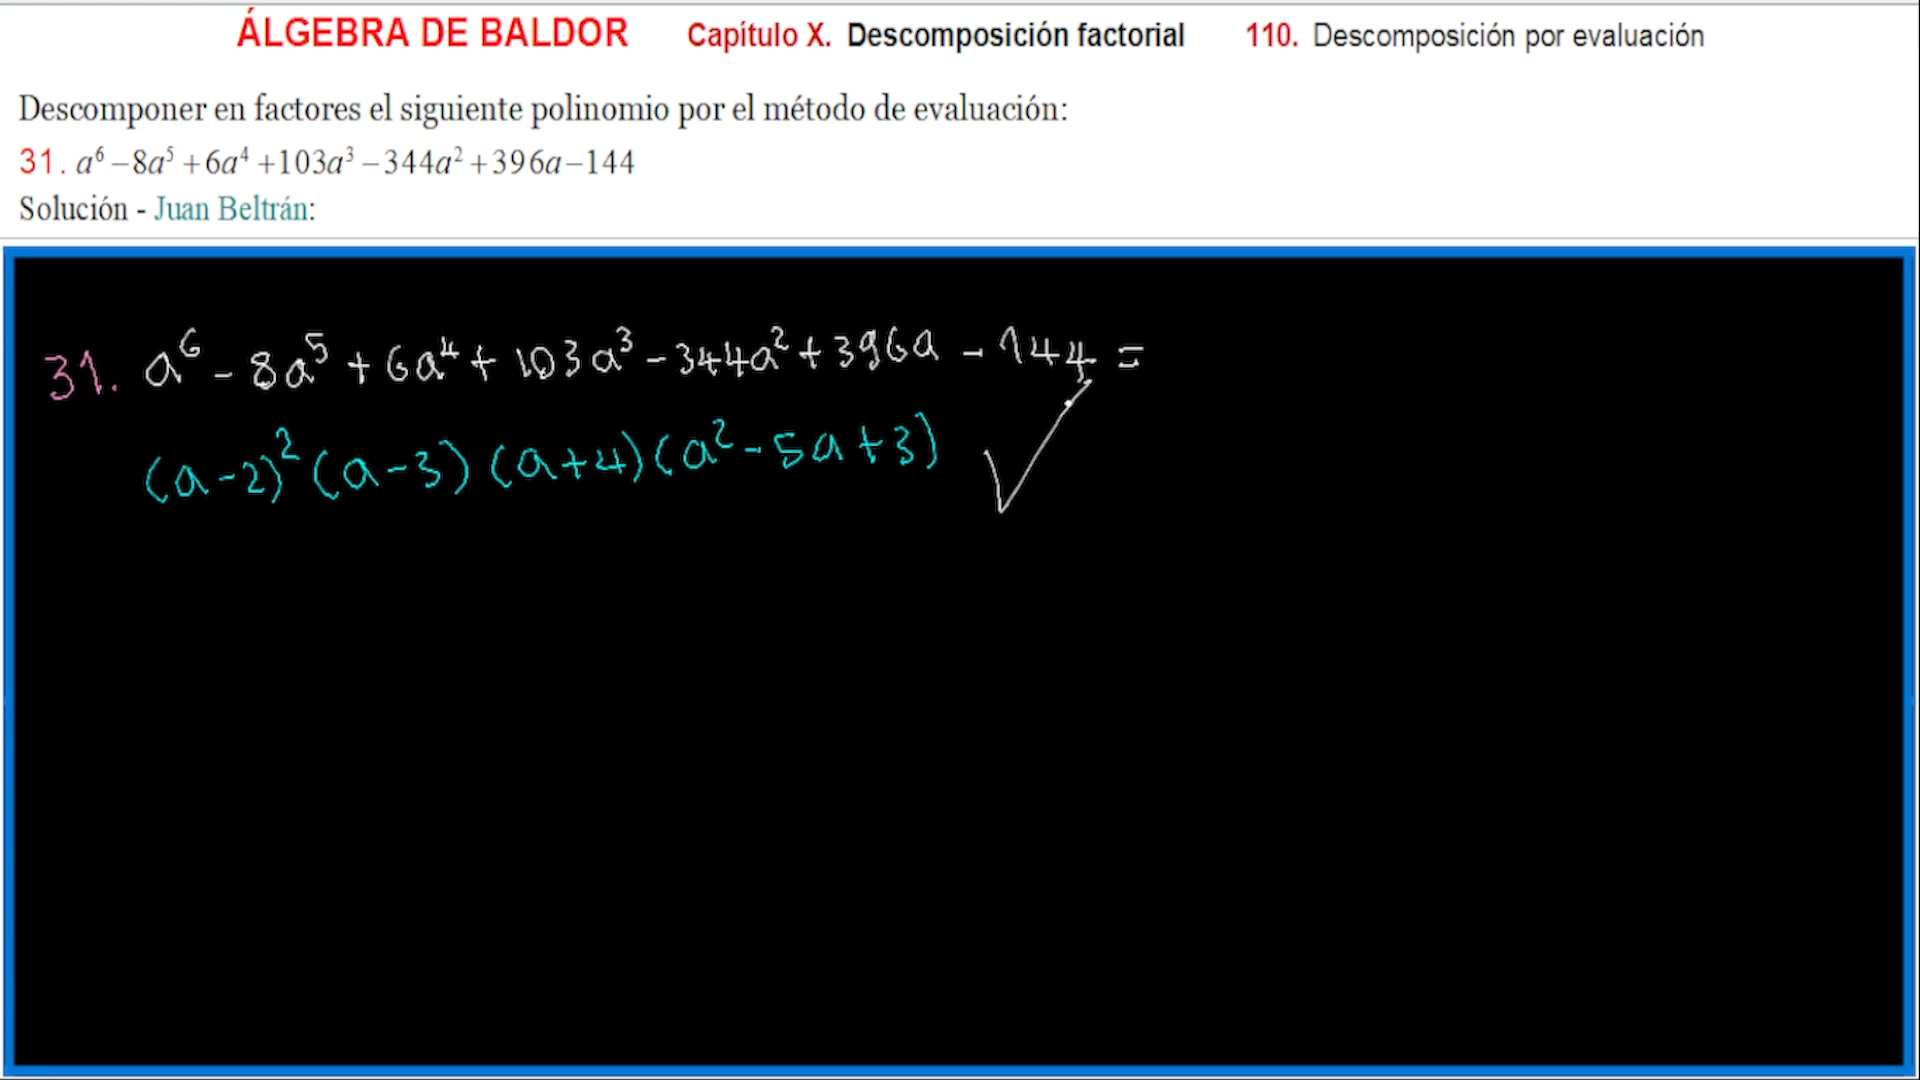 ÁLGEBRA DE BALDOR Capítulo X. Descomposición factorial 110. Descomposición por evaluación
Descomponer en factores el siguiente polinomio por el método de evaluación:
31. a⁶ – 8a⁵ + 6a⁴ + 103a³ – 344a² + 396a – 144
Solución - Juan Beltrán:
31. a⁶ - 8a⁵ + 6a⁴ + 103a³ - 344a² + 396a - 144 =
(a-2)² (a-3) (a+4) (a² - 5a + 3)